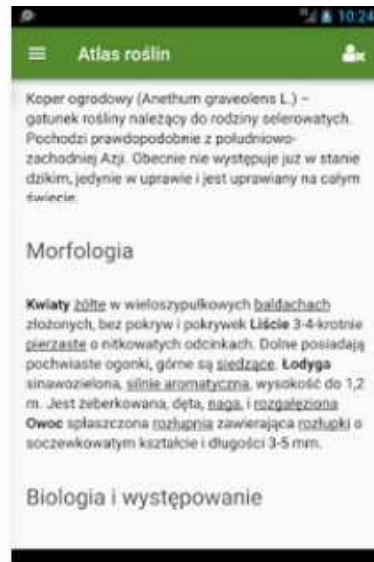 10:24
Atlas roślin
Koper ogrodowy (Anethum graveolens L.) –
gatunek rośliny należący do rodziny selerowatych.
Pochodzi prawdopodobnie z południowo-
zachodniej Azji. Obecnie nie występuje już w stanie
dzikim, jedynie w uprawie i jest uprawiany na całym
świecie.
Morfologia
Kwiaty żółte w wieloszypułkowych baldachach
złożonych, bez pokryw i pokrywek Liście 3-4-krotnie
pierzaste o nitkowatych odcinkach. Dolne posiadają
pochwiaste ogonki, górne są siedzące. Łodyga
sinawozielona, silnie aromatyczna, wysokość do 1,2
m. Jest żeberkowana, dęta, naga, i rozgałęziona
Owoc spłaszczona rozłupnia zawierająca rozłupki o
soczewkowatym kształcie i długości 3-5 mm.
Biologia i występowanie